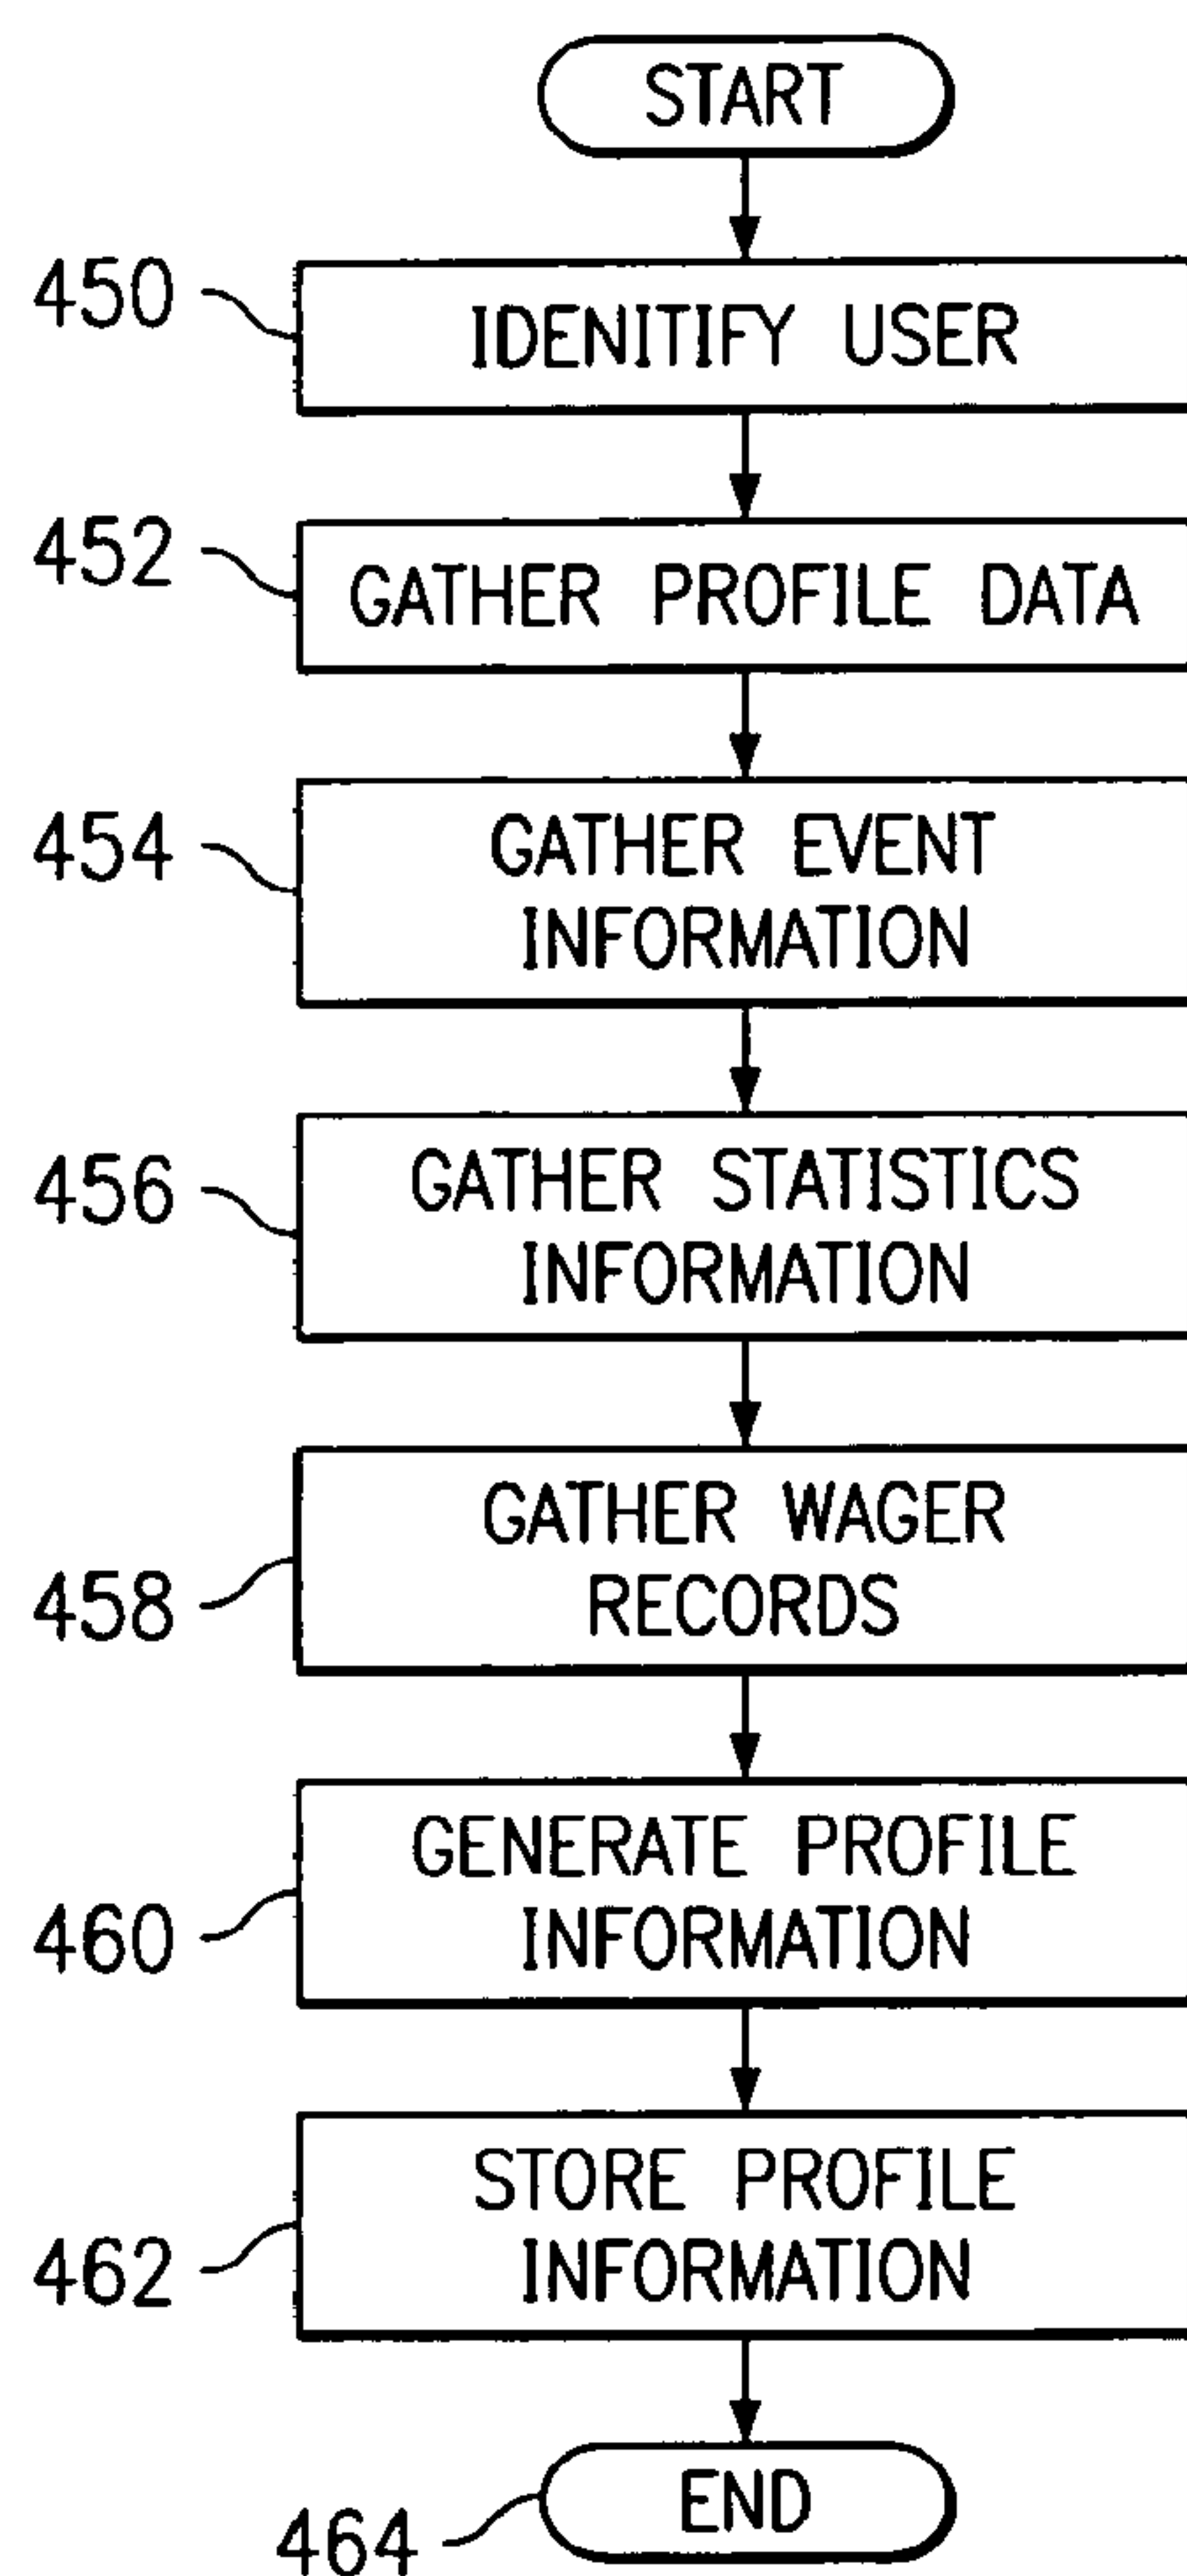 START
450
IDENITIFY USER
452
GATHER PROFILE DATA
454
GATHER EVENT
INFORMATION
456
GATHER STATISTICS
INFORMATION
458
GATHER WAGER
RECORDS
460
GENERATE PROFILE
INFORMATION
462
STORE PROFILE
INFORMATION
464
END